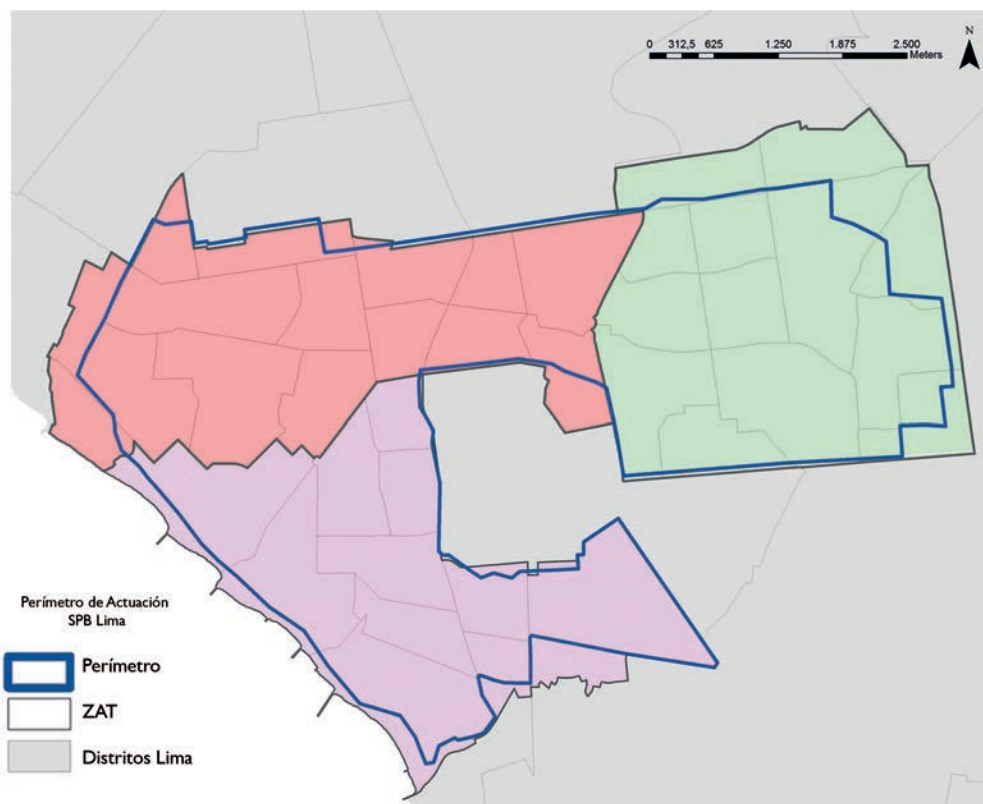 0 312,5 625 1.250 1.875 2.500
Meters
N
Perímetro de Actuación
SPB Lima
Perímetro
ZAT
Distritos Lima